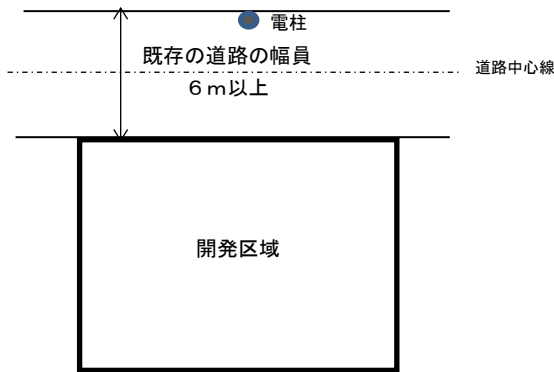 電柱
既存の道路の幅員
６ｍ以上
道路中心線
開発区域